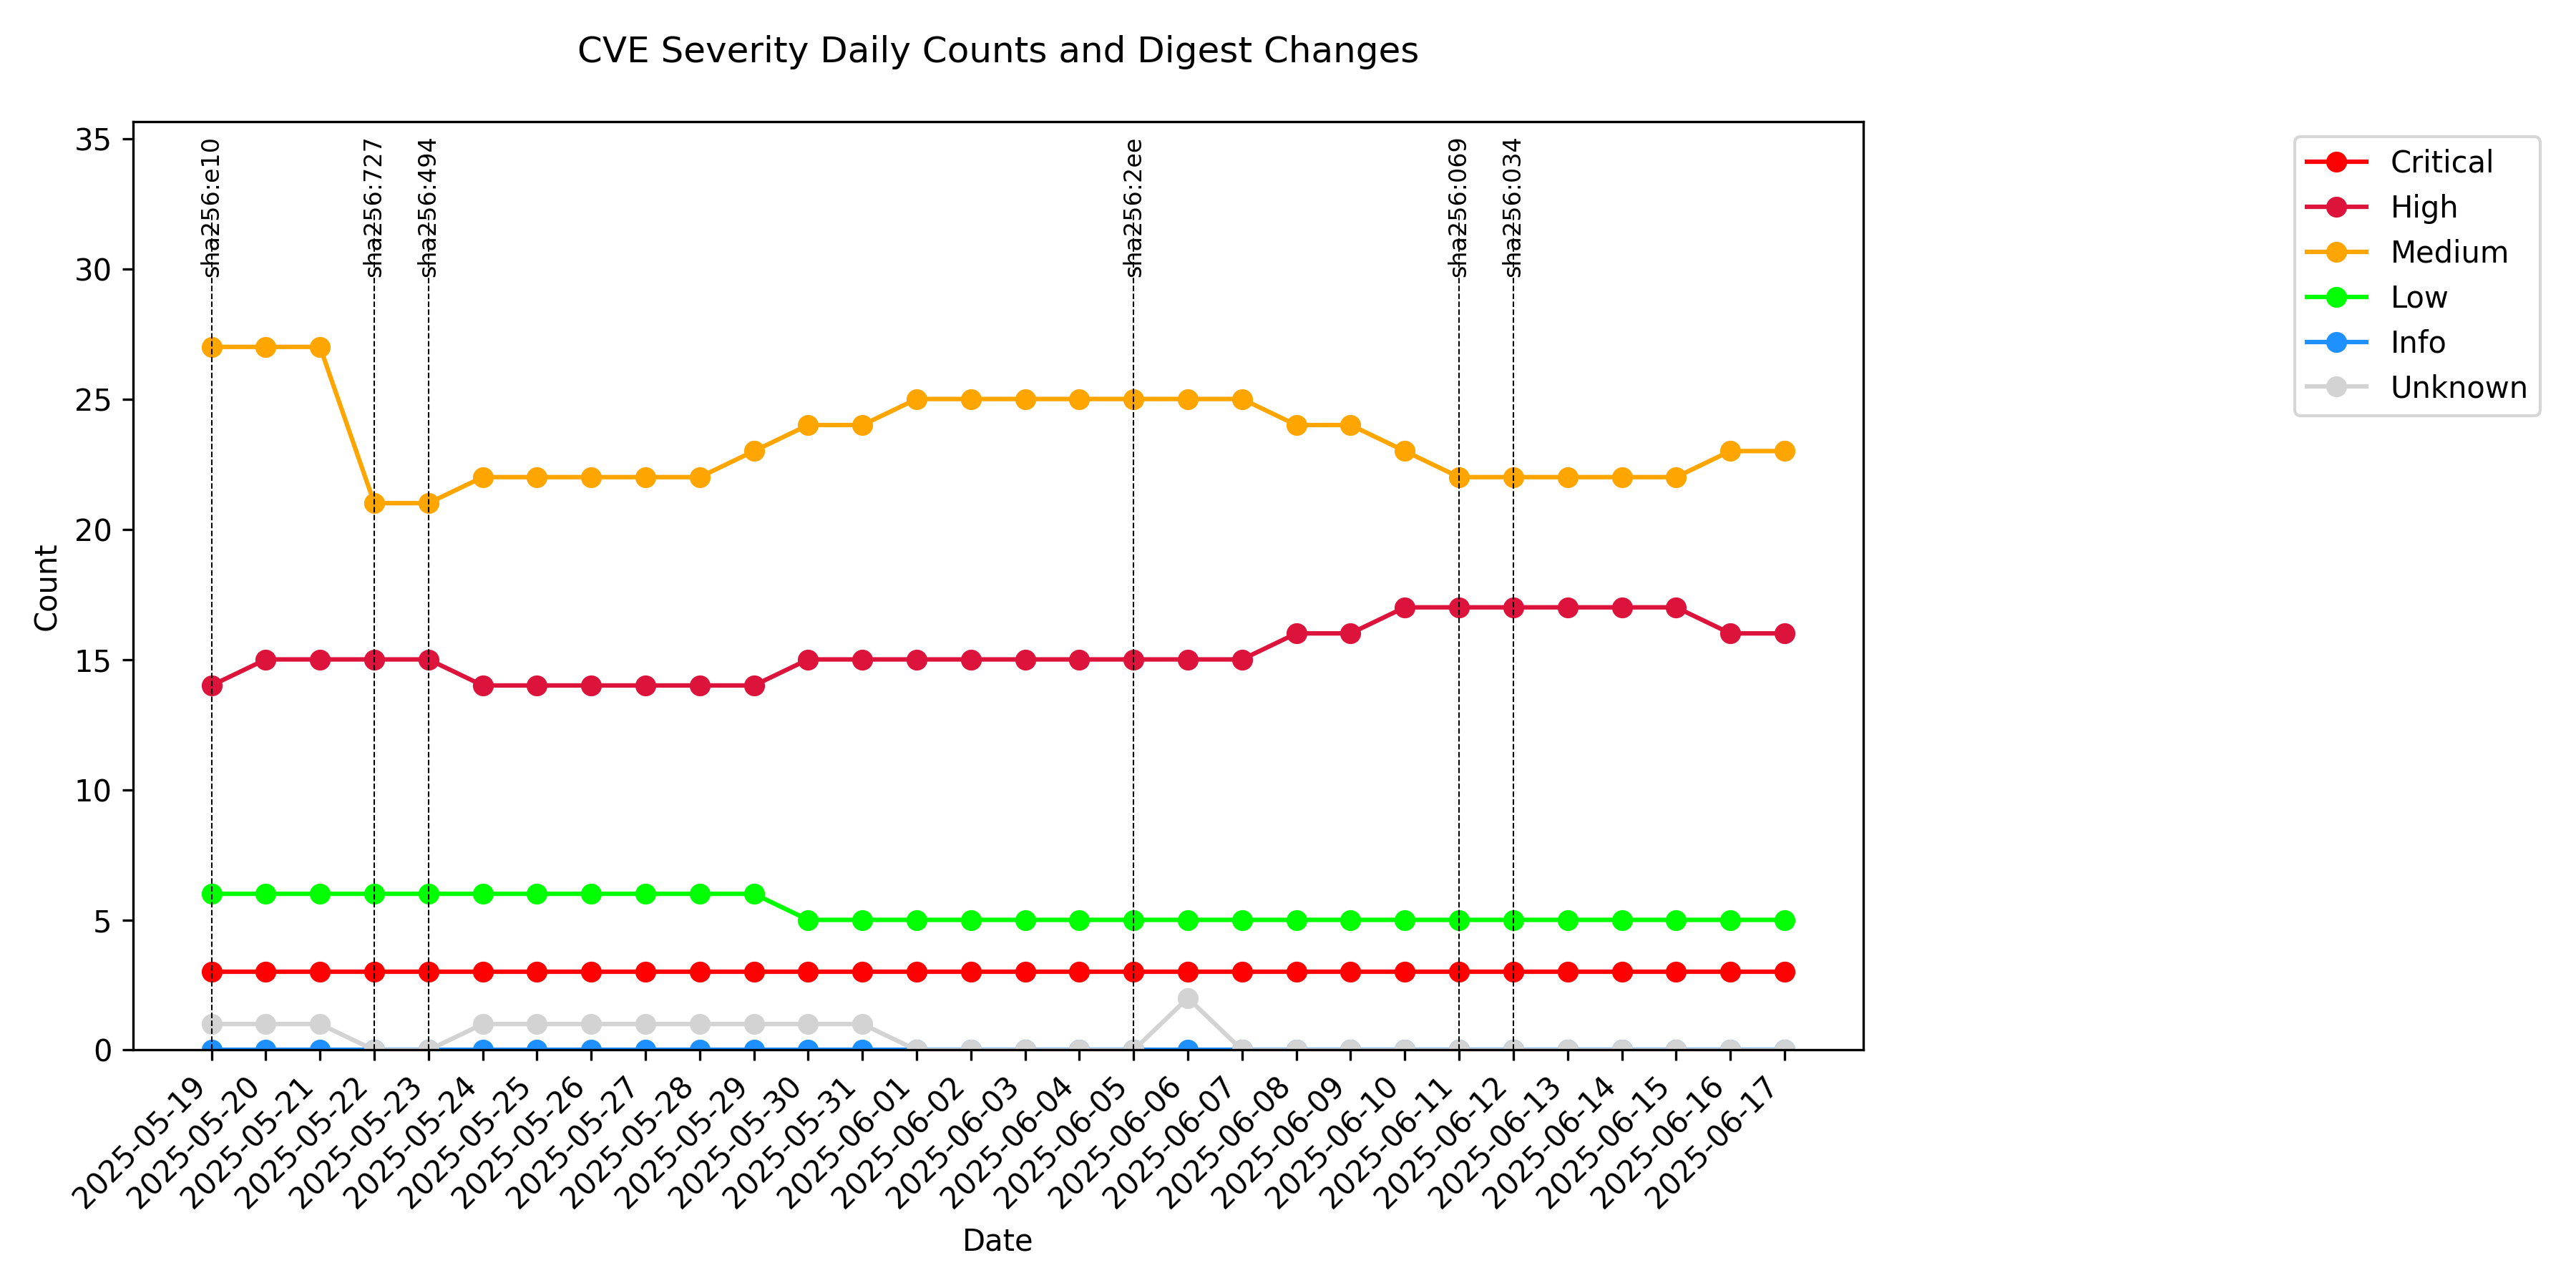 CVE Severity Daily Counts and Digest Changes
35
30
25
20
15
10
5
0
Count
sha256:e10
sha256:727
sha256:494
sha256:2ee
sha256:069
sha256:034
Critical
High
Medium
Low
Info
Unknown
2025-05-19
2025-05-20
2025-05-21
2025-05-22
2025-05-23
2025-05-24
2025-05-25
2025-05-26
2025-05-27
2025-05-28
2025-05-29
2025-05-30
2025-05-31
2025-06-01
2025-06-02
2025-06-03
2025-06-04
2025-06-05
2025-06-06
2025-06-07
2025-06-08
2025-06-09
2025-06-10
2025-06-11
2025-06-12
2025-06-13
2025-06-14
2025-06-15
2025-06-16
2025-06-17
Date